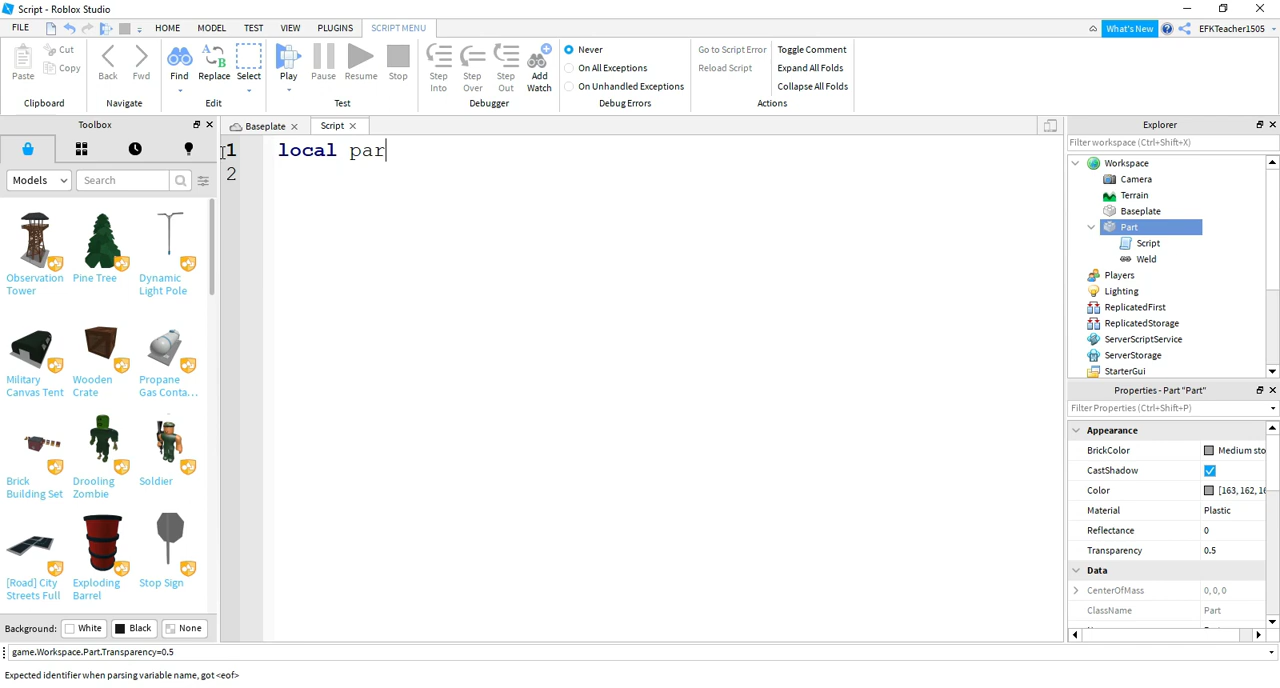 Script - Roblox Studio
FILE HOME MODEL TEST VIEW PLUGINS SCRIPT MENU What's New EFKTeacher1505
Paste Cut Copy
Clipboard
Back Fwd
Navigate
Find Replace Select
Edit
Play Pause Resume Stop
Test
Step Into Step Over Step Out Add Watch
Debugger
Never
On All Exceptions
On Unhandled Exceptions
Debug Errors
Go to Script Error Toggle Comment
Reload Script Expand All Folds
Collapse All Folds
Actions
Toolbox
Models Search
Observation Tower
Pine Tree
Dynamic Light Pole
Military Canvas Tent
Wooden Crate
Propane Gas Conta...
Brick Building Set
Drooling Zombie
Soldier
[Road] City Streets Full
Exploding Barrel
Stop Sign
Background: White Black None
Baseplate Script
1 local par
2
Explorer
Filter workspace (Ctrl+Shift+X)
Workspace
Camera
Terrain
Baseplate
Part
Script
Weld
Players
Lighting
ReplicatedFirst
ReplicatedStorage
ServerScriptService
ServerStorage
StarterGui
Properties - Part "Part"
Filter Properties (Ctrl+Shift+P)
Appearance
BrickColor Medium sto
CastShadow
Color [163, 162, 16
Material Plastic
Reflectance 0
Transparency 0.5
Data
CenterOfMass 0, 0, 0
ClassName Part
game.Workspace.Part.Transparency=0.5
Expected identifier when parsing variable name, got <eof>